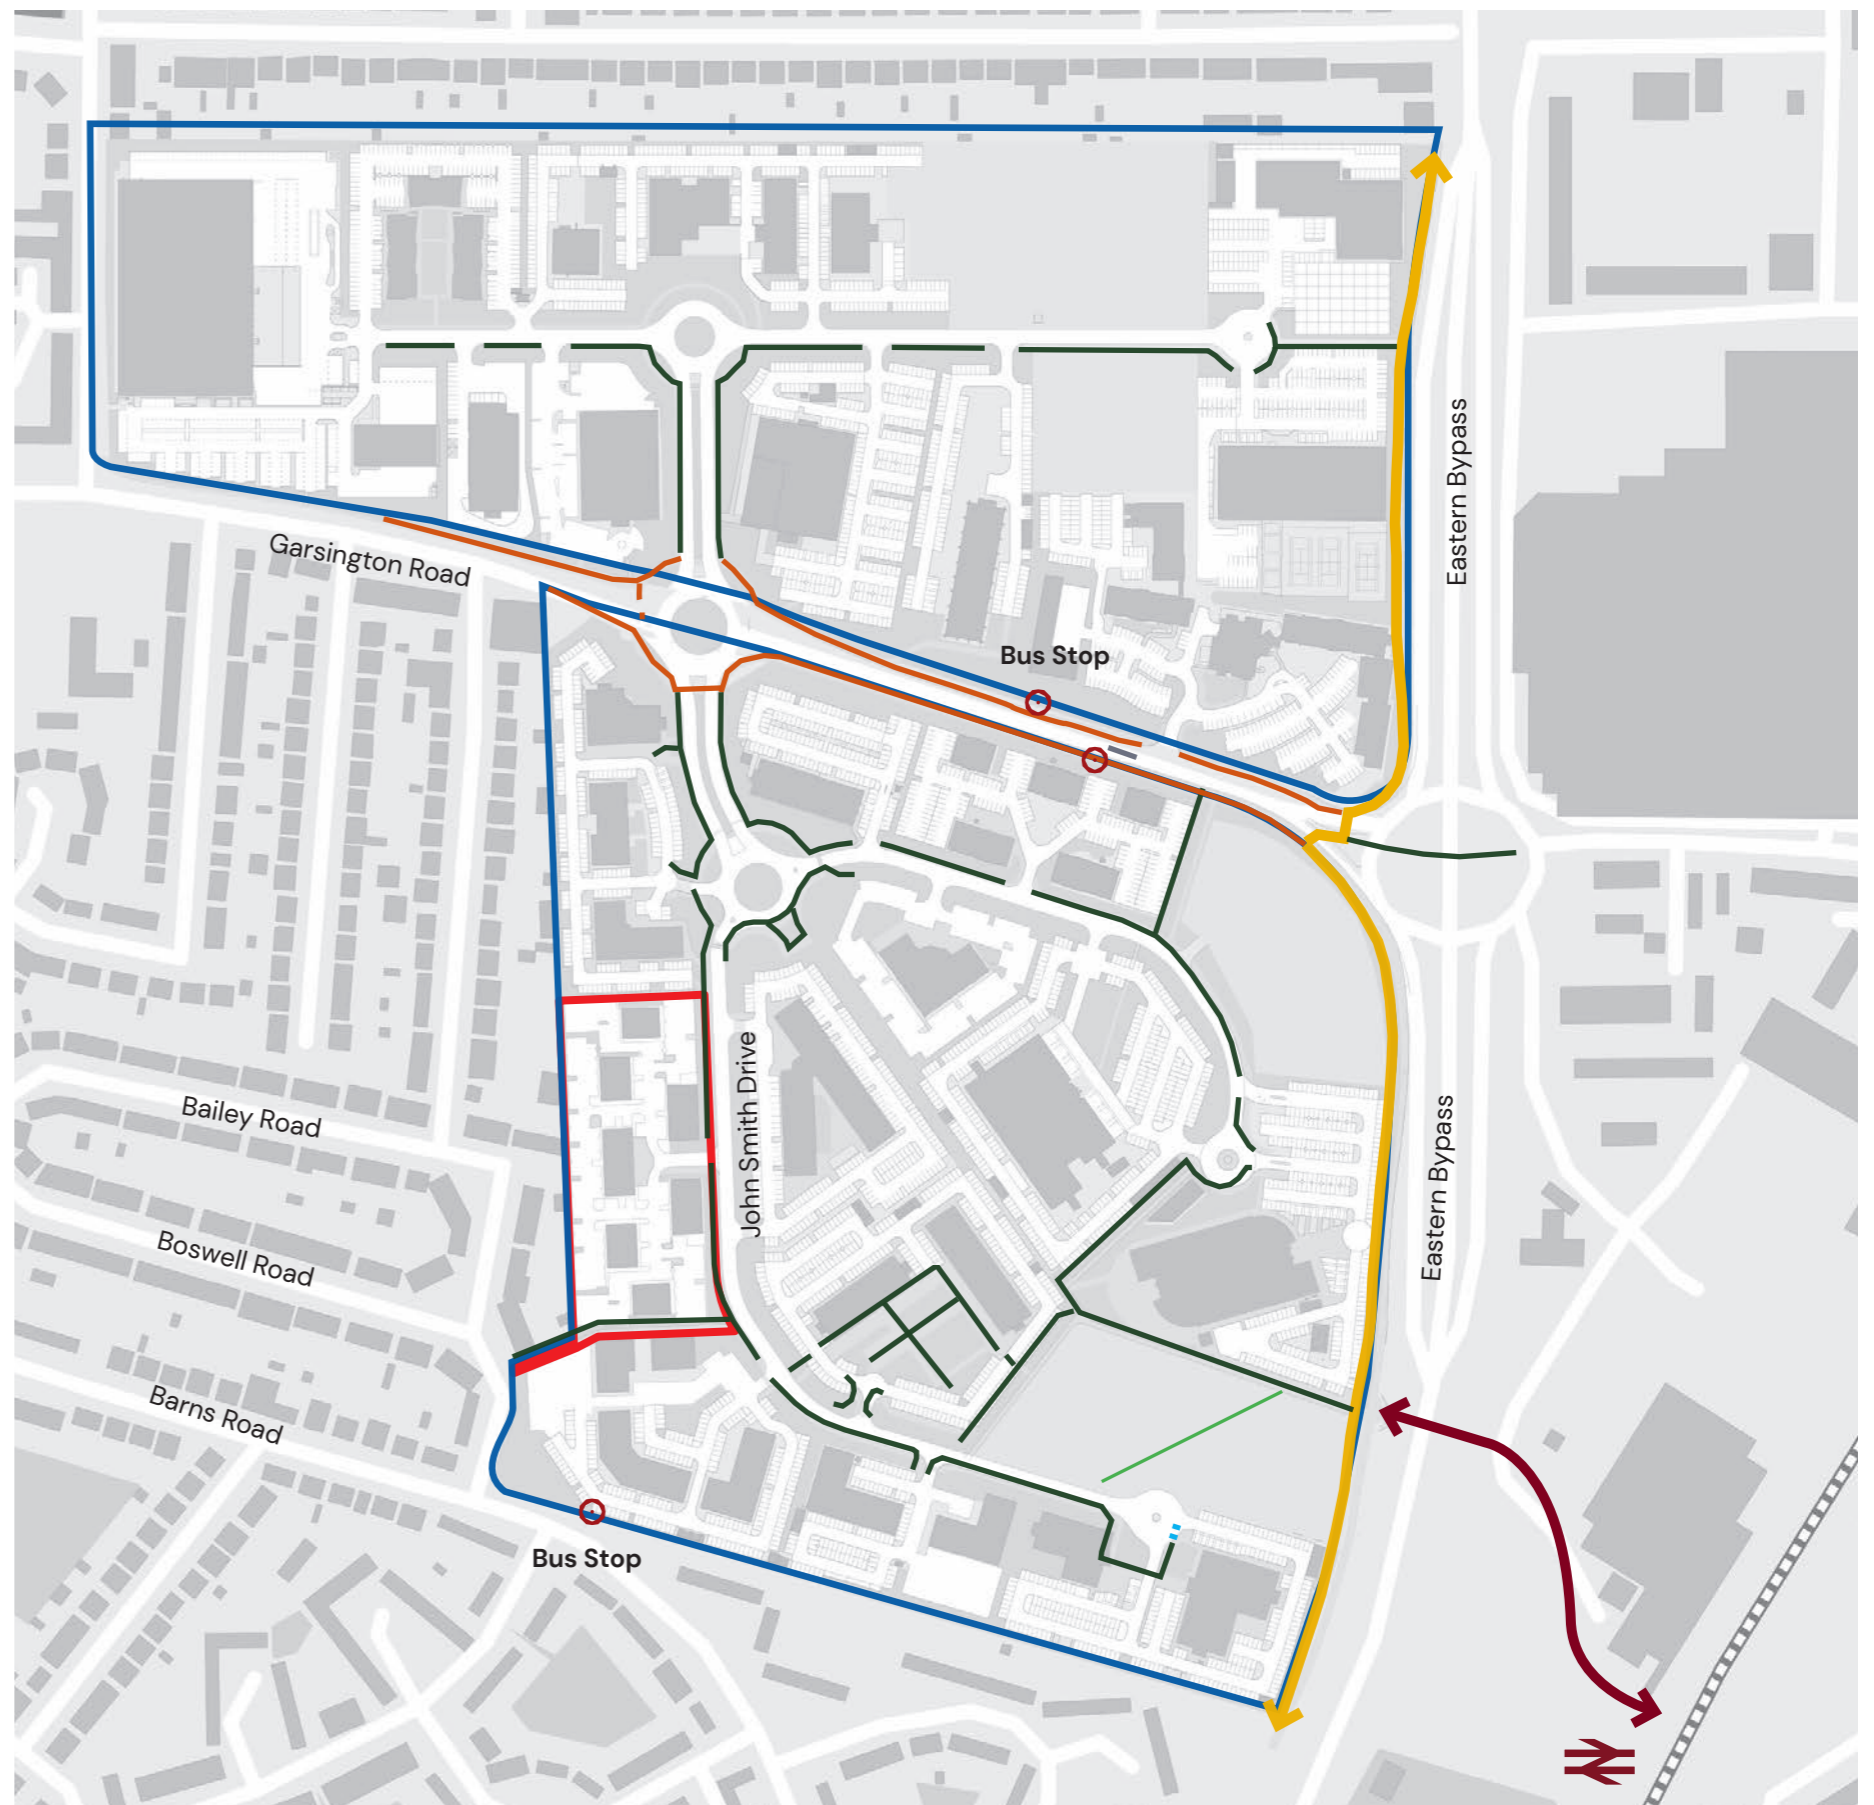 Eastern Bypass
Garsington Road
Bus Stop
John Smith Drive
Bailey Road
Eastern Bypass
Boswell Road
Barns Road
Bus Stop